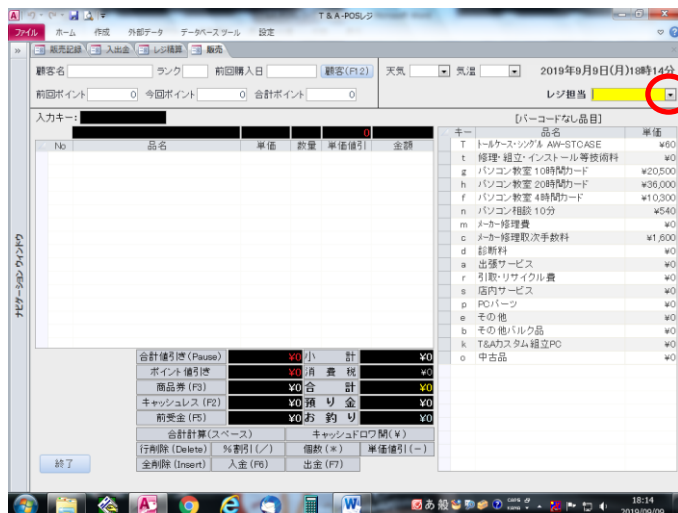 T & A-POSレジ
ファイル ホーム 作成 外部データ データベース ツール 設定
販売記録 入出金 レジ精算 販売
顧客名 ランク 前回購入日 顧客(F12) 天気 気温 2019年9月9日(月)18時14分
前回ポイント 0 今回ポイント 0 合計ポイント 0 レジ担当
入力キー: [バーコードなし品目]
0
No 品名 単価 数量 単価値引 金額
キー 品名 単価
T トールケース・シングル AW-STCASE ¥60
t 修理・組立・インストール等技術料 ¥0
g パソコン教室 10時間カード ¥20,500
h パソコン教室 20時間カード ¥36,000
f パソコン教室 4時間カード ¥10,300
n パソコン相談 10分 ¥540
m メーカー修理費 ¥0
c メーカー修理取次手数料 ¥1,600
d 診断料 ¥0
a 出張サービス ¥0
r 引取・リサイクル費 ¥0
s 店内サービス ¥0
p PCパーツ ¥0
e その他 ¥0
b その他バルク品 ¥0
k T&Aカスタム組立PC ¥0
o 中古品 ¥0
ナビゲーション ウィンドウ
合計値引き(Pause) ¥0 小 計 ¥0
ポイント値引き ¥0 消 費 税 ¥0
商品券(F3) ¥0 合 計 ¥0
キャッシュレス(F2) ¥0 預 り 金 ¥0
前受金(F5) ¥0 お 釣 り ¥0
合計計算(スペース) キャッシュドロワ開(¥)
行削除(Delete) %割引(／) 個数(＊) 単価値引(－)
終了 全削除(Insert) 入金(F6) 出金(F7)
あ 般 CAPS KANA 18:14
2019/09/09